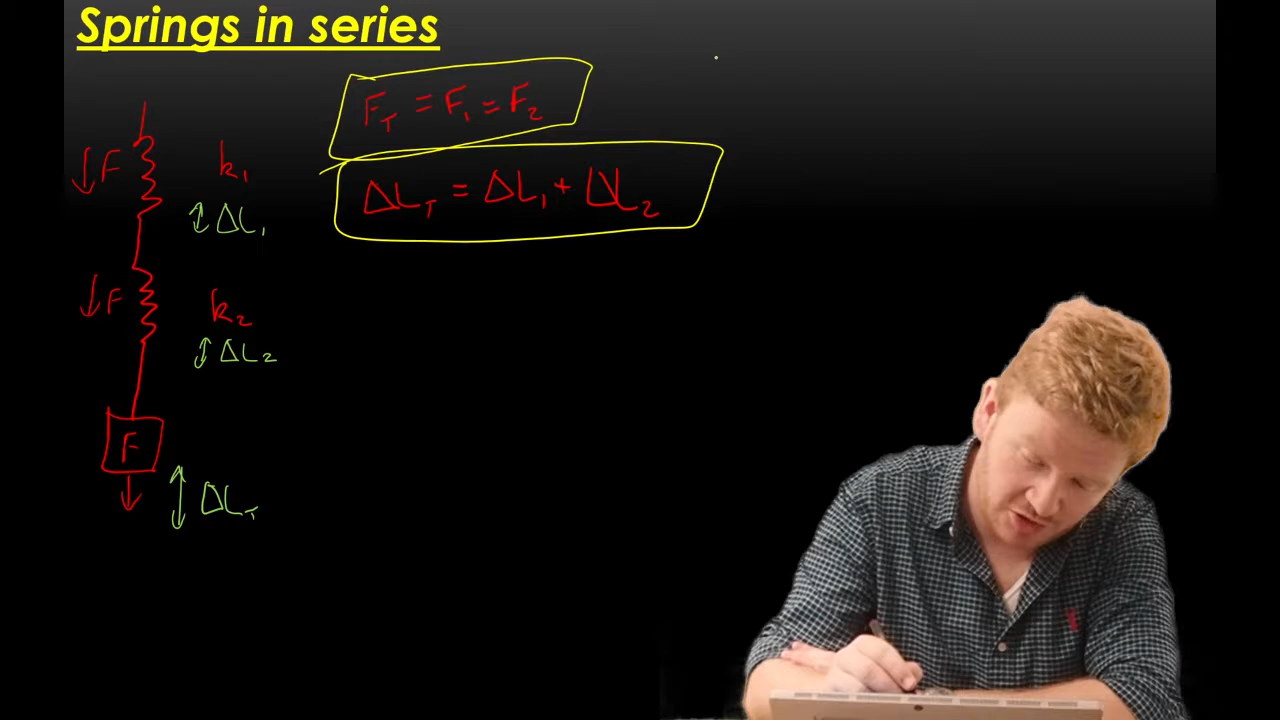 Springs in series
F_T = F_1 = F_2
↓F k_1
ΔL_T = ΔL_1 + ΔL_2
↕ΔL_1
↓F k_2
↕ΔL_2
F
↓ ↕ΔL_T